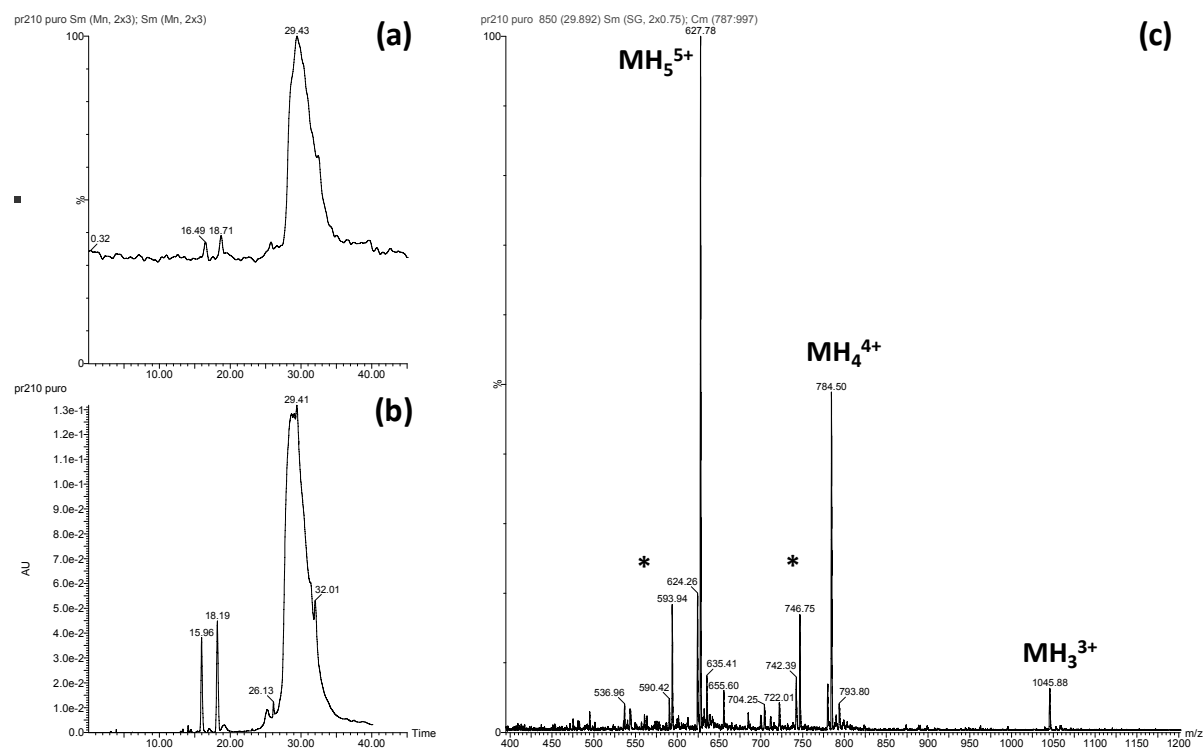 pr210 puro Sm (Mn, 2x3); Sm (Mn, 2x3)
(a)
29.43
100
%
0.32
16.49 18.71
0
10.00 20.00 30.00 40.00
pr210 puro
(b)
29.41
1.3e-1
1.2e-1
1.1e-1
1.0e-1
9.0e-2
8.0e-2
7.0e-2
6.0e-2
5.0e-2
4.0e-2
3.0e-2
2.0e-2
1.0e-2
0.0
AU
32.01
18.19
15.96
26.13
10.00 20.00 30.00 40.00 Time
pr210 puro 850 (29.892) Sm (SG, 2x0.75); Cm (787:997)
(c)
627.78
100
MH₅⁵⁺
MH₄⁴⁺
784.50
%
* *
624.26
593.94
746.75
MH₃³⁺
1045.88
742.39
635.41
655.60
590.42
536.96
704.25
722.01
793.80
0
400 450 500 550 600 650 700 750 800 850 900 950 1000 1050 1100 1150 1200 m/z